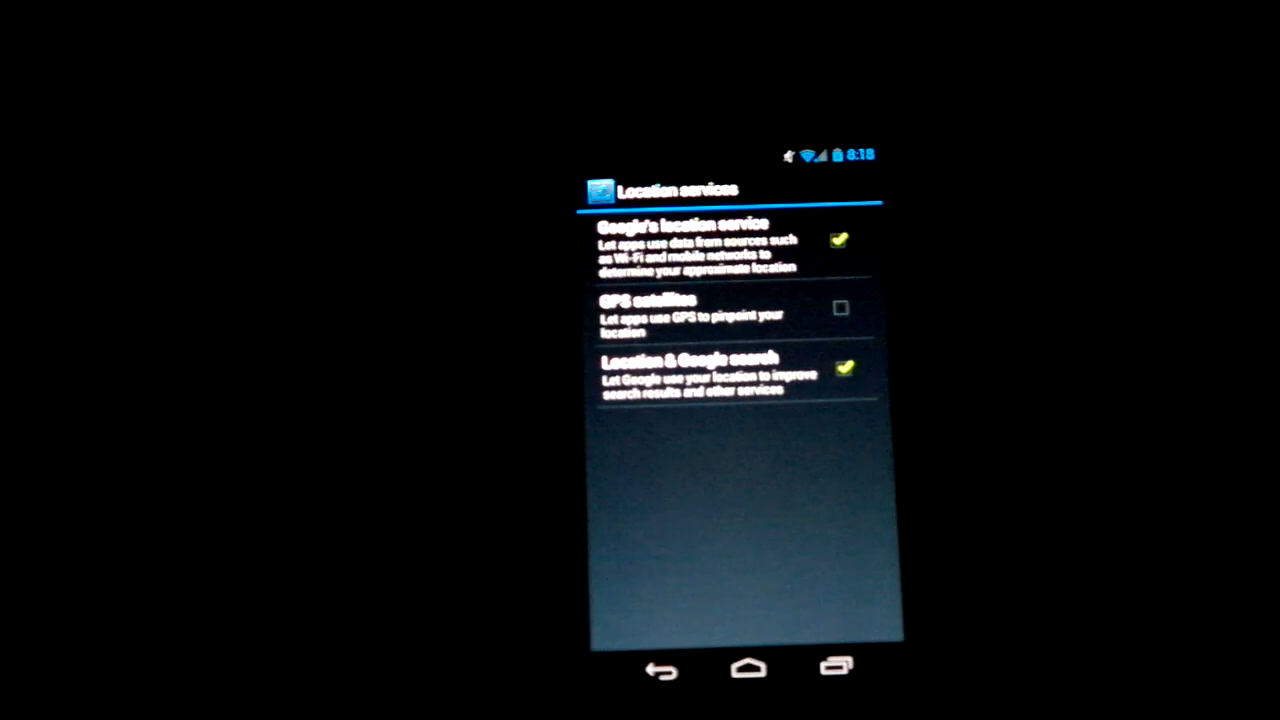 8:18
Location services
Google's location service
Let apps use data from sources such
as Wi-Fi and mobile networks to
determine your approximate location
GPS satellites
Let apps use GPS to pinpoint your
location
Location & Google search
Let Google use your location to improve
search results and other services